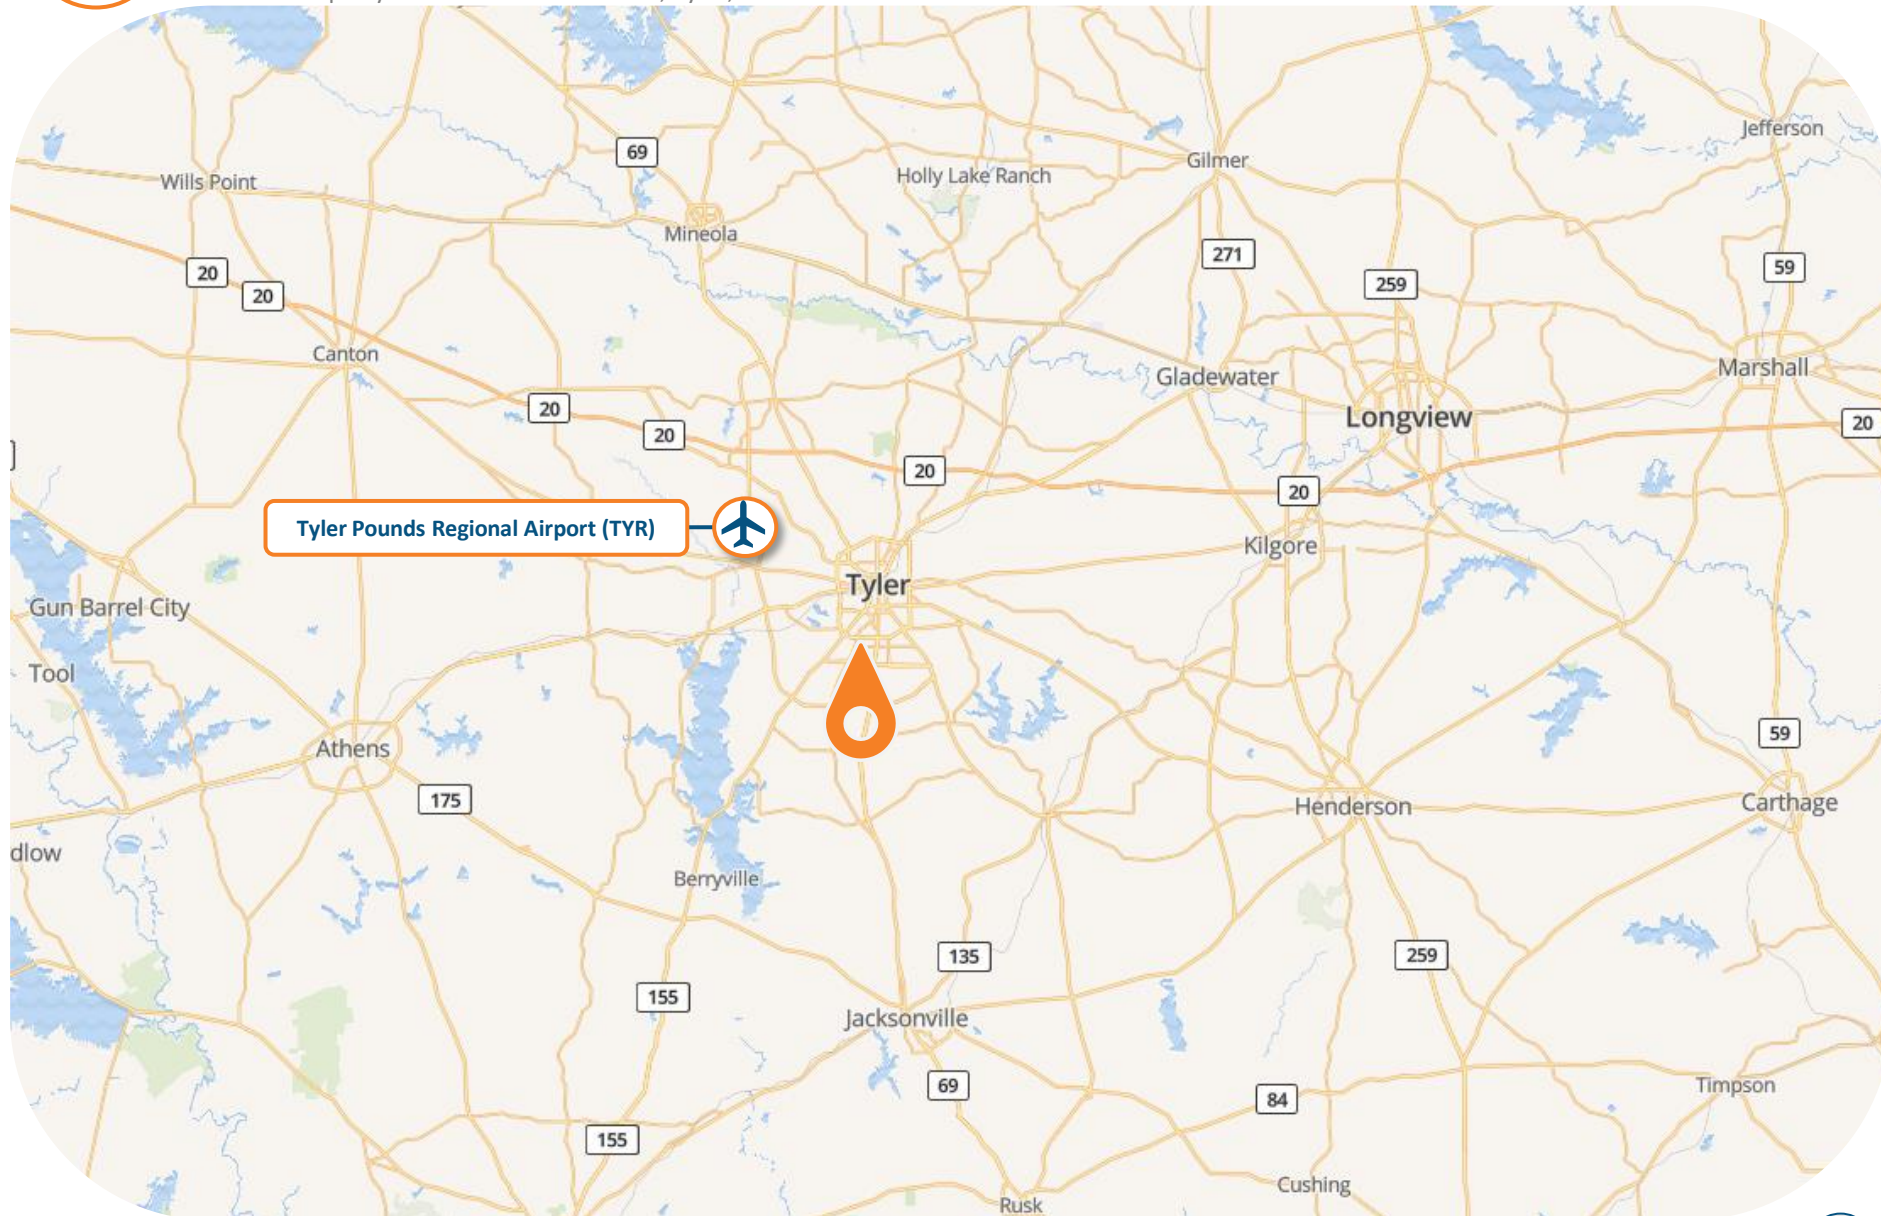 Jefferson
69
Gilmer
Wills Point
Holly Lake Ranch
Mineola
271
59
20
259
20
Canton
Marshall
Gladewater
20
Longview
20
20
20
20
Tyler Pounds Regional Airport (TYR)
Kilgore
Tyler
Gun Barrel City
Tool
59
Athens
175
Henderson
Carthage
dlow
Berryville
135
259
155
Jacksonville
69
Timpson
84
155
Cushing
Rusk